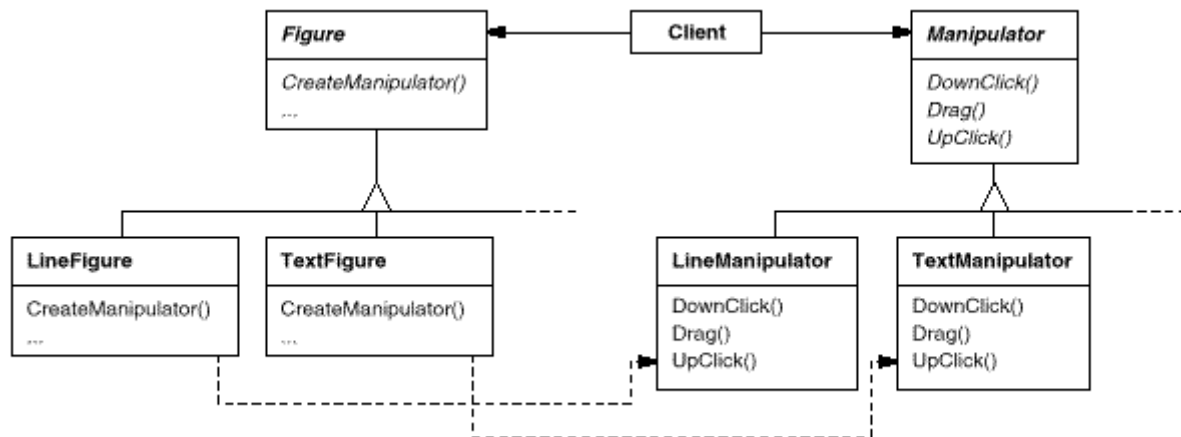 Figure
CreateManipulator()
...
Client
Manipulator
DownClick()
Drag()
UpClick()
LineFigure
CreateManipulator()
...
TextFigure
CreateManipulator()
...
LineManipulator
DownClick()
Drag()
UpClick()
TextManipulator
DownClick()
Drag()
UpClick()